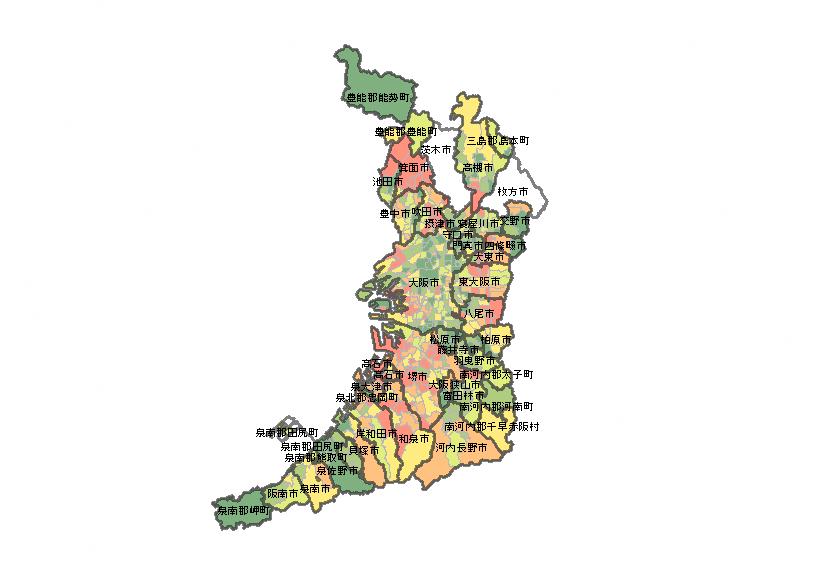 豊能郡能勢町
豊能郡豊能町
三島郡島本町
茨木市
箕面市
高槻市
池田市
枚方市
豊中市
吹田市
摂津市
寝屋川市
交野市
守口市
門真市
四條畷市
大東市
大阪市
東大阪市
八尾市
松原市
柏原市
藤井寺市
羽曳野市
高石市
高石市
堺市
南河内郡太子町
泉大津市
大阪狭山市
泉北郡忠岡町
富田林市
南河内郡河南町
南河内郡千早赤阪村
泉南郡田尻町
岸和田市
和泉市
泉南郡田尻町
貝塚市
河内長野市
泉南郡熊取町
泉佐野市
阪南市
泉南市
泉南郡岬町